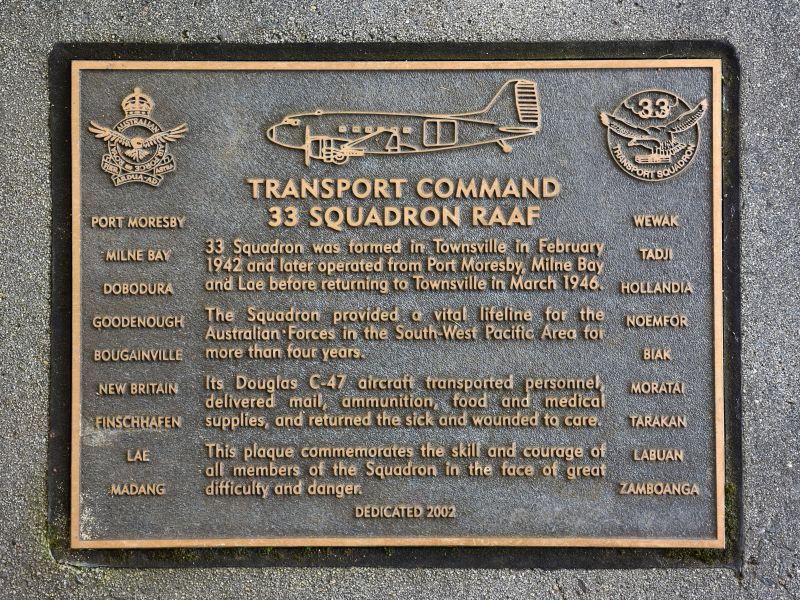 AUSTRALIAN
33
TRANSPORT SQUADRON
TRANSPORT COMMAND
33 SQUADRON RAAF
PORT MORESBY
MILNE BAY
DOBODURA
GOODENOUGH
BOUGAINVILLE
NEW BRITAIN
FINSCHHAFEN
LAE
MADANG
33 Squadron was formed in Townsville in February
1942 and later operated from Port Moresby, Milne Bay
and Lae before returning to Townsville in March 1946.
The Squadron provided a vital lifeline for the
Australian Forces in the South-West Pacific Area for
more than four years.
Its Douglas C-47 aircraft transported personnel,
delivered mail, ammunition, food and medical
supplies, and returned the sick and wounded to care.
This plaque commemorates the skill and courage of
all members of the Squadron in the face of great
difficulty and danger.
DEDICATED 2002
WEWAK
TADJI
HOLLANDIA
NOEMFOR
BIAK
MORATAI
TARAKAN
LABUAN
ZAMBOANGA